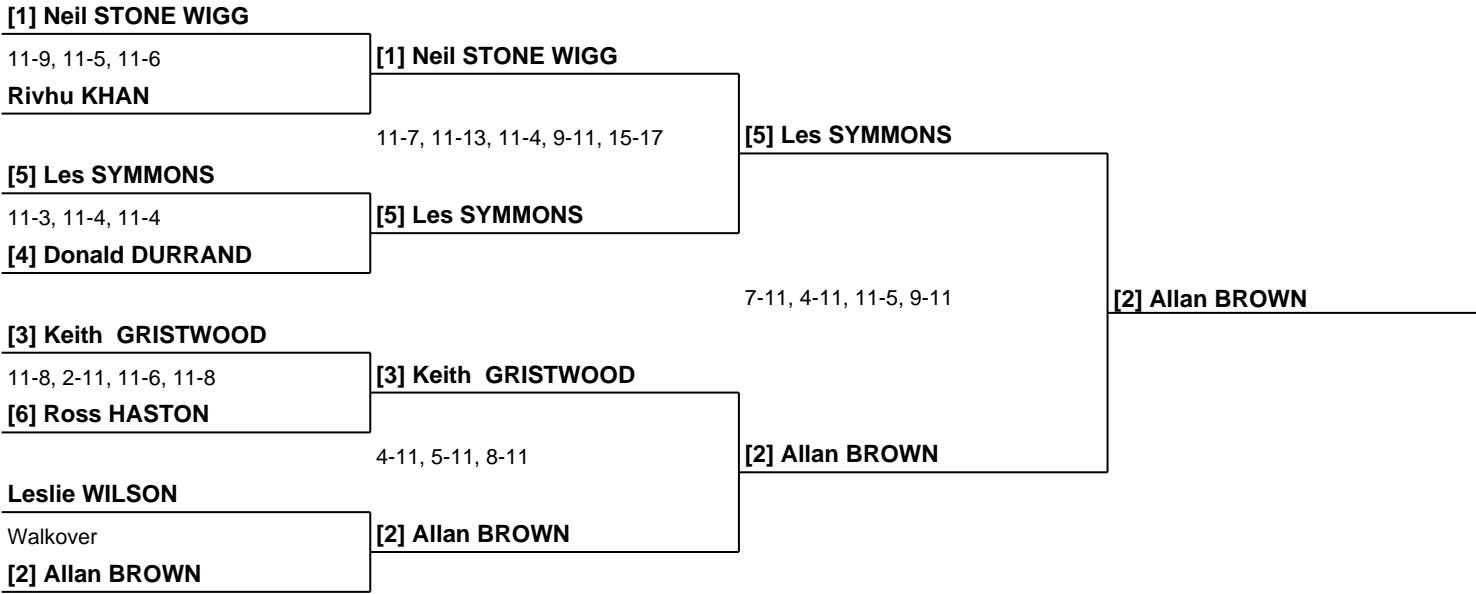 [1] Neil STONE WIGG
11-9, 11-5, 11-6
[1] Neil STONE WIGG
Rivhu KHAN
11-7, 11-13, 11-4, 9-11, 15-17
[5] Les SYMMONS
[5] Les SYMMONS
11-3, 11-4, 11-4
[5] Les SYMMONS
[4] Donald DURRAND
7-11, 4-11, 11-5, 9-11
[2] Allan BROWN
[3] Keith  GRISTWOOD
11-8, 2-11, 11-6, 11-8
[3] Keith  GRISTWOOD
[6] Ross HASTON
4-11, 5-11, 8-11
[2] Allan BROWN
Leslie WILSON
Walkover
[2] Allan BROWN
[2] Allan BROWN